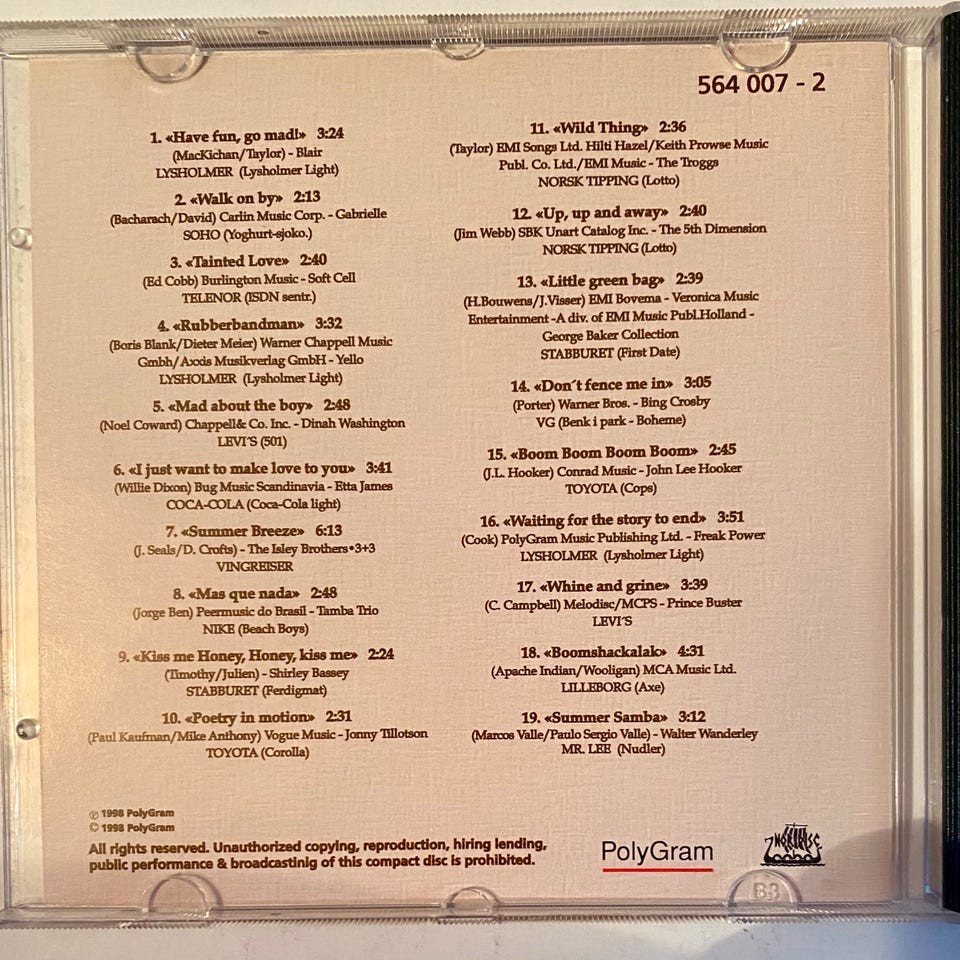 564 007 - 2
1. «Have fun, go mad!» 3:24
(MacKichan/Taylor) - Blair
LYSHOLMER (Lysholmer Light)
2. «Walk on by» 2:13
(Bacharach/David) Carlin Music Corp. - Gabrielle
SOHO (Yoghurt-sjoko.)
3. «Tainted Love» 2:40
(Ed Cobb) Burlington Music - Soft Cell
TELENOR (ISDN sentr.)
4. «Rubberbandman» 3:32
(Boris Blank/Dieter Meier) Warner Chappell Music
Gmbh/Axxis Musikverlag GmbH - Yello
LYSHOLMER (Lysholmer Light)
5. «Mad about the boy» 2:48
(Noel Coward) Chappell& Co. Inc. - Dinah Washington
LEVI´S (501)
6. «I just want to make love to you» 3:41
(Willie Dixon) Bug Music Scandinavia - Etta James
COCA-COLA (Coca-Cola light)
7. «Summer Breeze» 6:13
(J. Seals/D. Crofts) - The Isley Brothers•3+3
VINGREISER
8. «Mas que nada» 2:48
(Jorge Ben) Peermusic do Brasil - Tamba Trio
NIKE (Beach Boys)
9. «Kiss me Honey, Honey, kiss me» 2:24
(Timothy/Julien) - Shirley Bassey
STABBURET (Ferdigmat)
10. «Poetry in motion» 2:31
(Paul Kaufman/Mike Anthony) Vogue Music - Jonny Tillotson
TOYOTA (Corolla)
11. «Wild Thing» 2:36
(Taylor) EMI Songs Ltd. Hilti Hazel/Keith Prowse Music
Publ. Co. Ltd./EMI Music - The Troggs
NORSK TIPPING (Lotto)
12. «Up, up and away» 2:40
(Jim Webb) SBK Unart Catalog Inc. - The 5th Dimension
NORSK TIPPING (Lotto)
13. «Little green bag» 2:39
(H.Bouwens/J.Visser) EMI Bovema - Veronica Music
Entertainment -A div. of EMI Music Publ.Holland -
George Baker Collection
STABBURET (First Date)
14. «Don´t fence me in» 3:05
(Porter) Warner Bros. - Bing Crosby
VG (Benk i park - Boheme)
15. «Boom Boom Boom Boom» 2:45
(J.L. Hooker) Conrad Music - John Lee Hooker
TOYOTA (Cops)
16. «Waiting for the story to end» 3:51
(Cook) PolyGram Music Publishing Ltd. - Freak Power
LYSHOLMER (Lysholmer Light)
17. «Whine and grine» 3:39
(C. Campbell) Melodisc/MCPS - Prince Buster
LEVI´S
18. «Boomshackalak» 4:31
(Apache Indian/Wooligan) MCA Music Ltd.
LILLEBORG (Axe)
19. «Summer Samba» 3:12
(Marcos Valle/Paulo Sergio Valle) - Walter Wanderley
MR. LEE (Nudler)
℗ 1998 PolyGram
© 1998 PolyGram
All rights reserved. Unauthorized copying, reproduction, hiring lending,
public performance & broadcastinig of this compact disc is prohibited.
PolyGram
NORDISC
B3